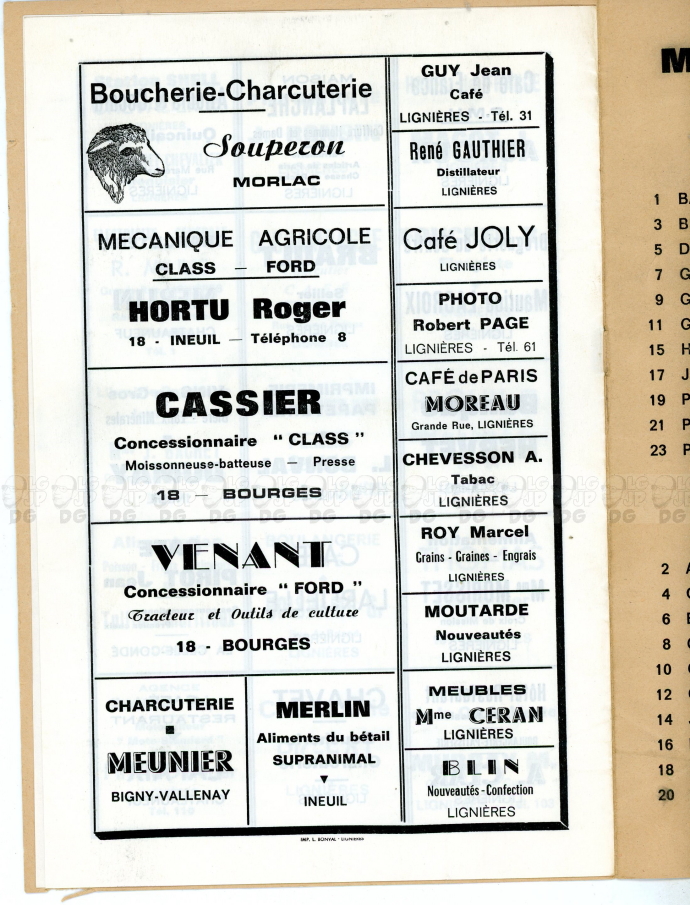 Boucherie-Charcuterie
Souperon
MORLAC
MECANIQUE AGRICOLE
CLASS — FORD
HORTU Roger
18 - INEUIL — Téléphone 8
CASSIER
Concessionnaire " CLASS "
Moissonneuse-batteuse — Presse
18 — BOURGES
VENANT
Concessionnaire " FORD "
Tracteur et Outils de culture
18 - BOURGES
CHARCUTERIE
MEUNIER
BIGNY-VALLENAY
MERLIN
Aliments du bétail
SUPRANIMAL
INEUIL
GUY Jean
Café
LIGNIÈRES - Tél. 31
René GAUTHIER
Distillateur
LIGNIÈRES
Café JOLY
LIGNIÈRES
PHOTO
Robert PAGE
LIGNIÈRES - Tél. 61
CAFÉ de PARIS
MOREAU
Grande Rue, LIGNIÈRES
CHEVESSON A.
Tabac
LIGNIÈRES
ROY Marcel
Grains - Graines - Engrais
LIGNIÈRES
MOUTARDE
Nouveautés
LIGNIÈRES
MEUBLES
Mme CERAN
LIGNIÈRES
BLIN
Nouveautés - Confection
LIGNIÈRES
IMP. L. BONVAL - LIGNIÈRES
M
1 B
3 B
5 D
7 G
9 G
11 G
15 H
17 J
19 P
21 P
23 P
2 A
4
6
8
10
12
14
16
18
20